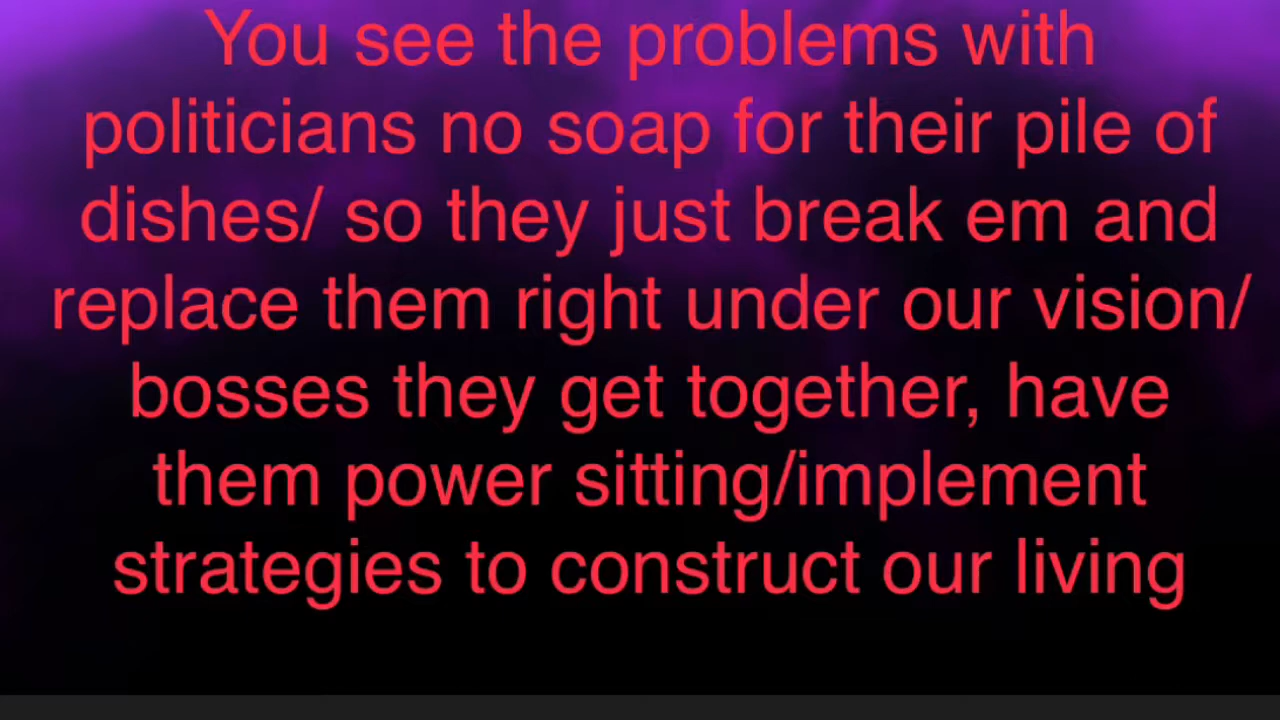 You see the problems with
politicians no soap for their pile of
dishes/ so they just break em and
replace them right under our vision/
bosses they get together, have
them power sitting/implement
strategies to construct our living